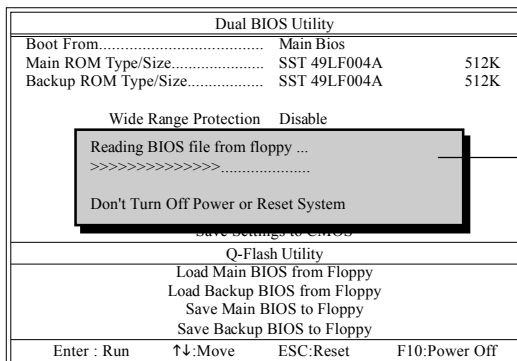 Dual BIOS Utility
Boot From..................................... Main Bios
Main ROM Type/Size..................... SST 49LF004A 512K
Backup ROM Type/Size.................. SST 49LF004A 512K
Wide Range Protection Disable
Reading BIOS file from floppy ...
>>>>>>>>>>>>>>.....................
Don't Turn Off Power or Reset System
Save Settings to CMOS
Q-Flash Utility
Load Main BIOS from Floppy
Load Backup BIOS from Floppy
Save Main BIOS to Floppy
Save Backup BIOS to Floppy
Enter : Run ↑↓:Move ESC:Reset F10:Power Off